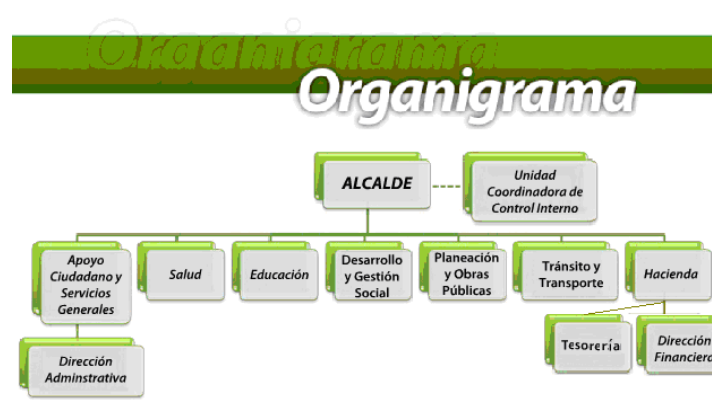 Organigrama
Organigrama
ALCALDE
Unidad
Coordinadora de
Control Interno
Apoyo
Ciudadano y
Servicios
Generales
Salud
Educación
Desarrollo
y Gestión
Social
Planeación
y Obras
Públicas
Tránsito y
Transporte
Hacienda
Dirección
Adminstrativa
Tesorería
Dirección
Financiera